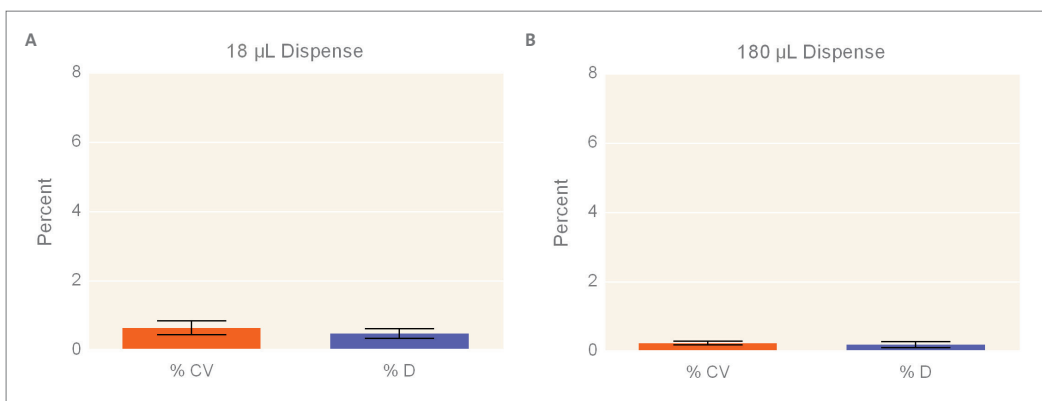 A
18 µL Dispense
Percent
8
6
4
2
0
% CV
% D
B
180 µL Dispense
Percent
8
6
4
2
0
% CV
% D